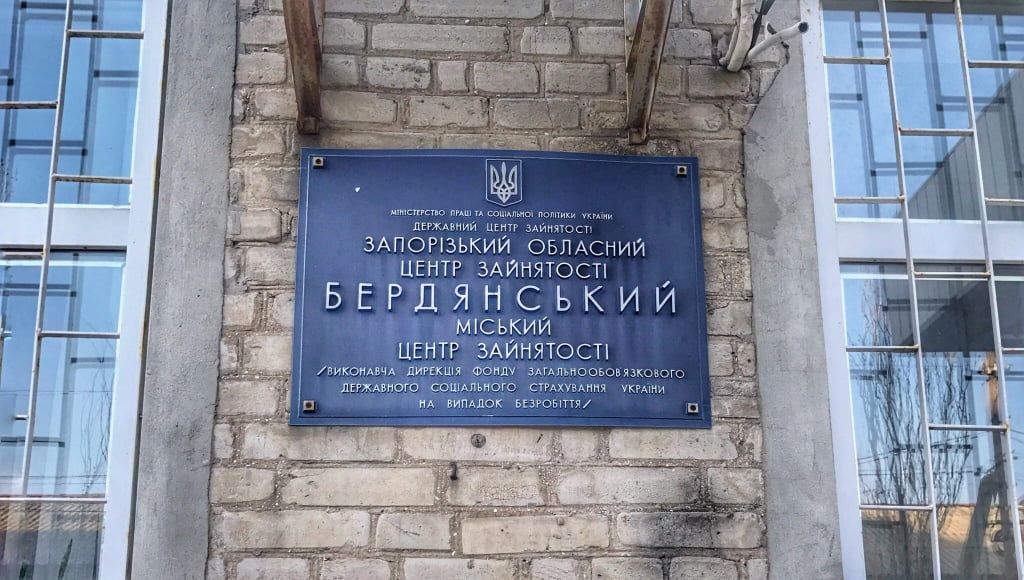 МІНІСТЕРСТВО ПРАЦІ ТА СОЦІАЛЬНОЇ ПОЛІТИКИ УКРАЇНИ
ДЕРЖАВНИЙ ЦЕНТР ЗАЙНЯТОСТІ
ЗАПОРІЗЬКИЙ ОБЛАСНИЙ
ЦЕНТР ЗАЙНЯТОСТІ
БЕРДЯНСЬКИЙ
МІСЬКИЙ
ЦЕНТР ЗАЙНЯТОСТІ
/ВИКОНАВЧА ДИРЕКЦІЯ ФОНДУ ЗАГАЛЬНООБОВ'ЯЗКОВОГО
ДЕРЖАВНОГО СОЦІАЛЬНОГО СТРАХУВАННЯ УКРАЇНИ
НА ВИПАДОК БЕЗРОБІТТЯ/